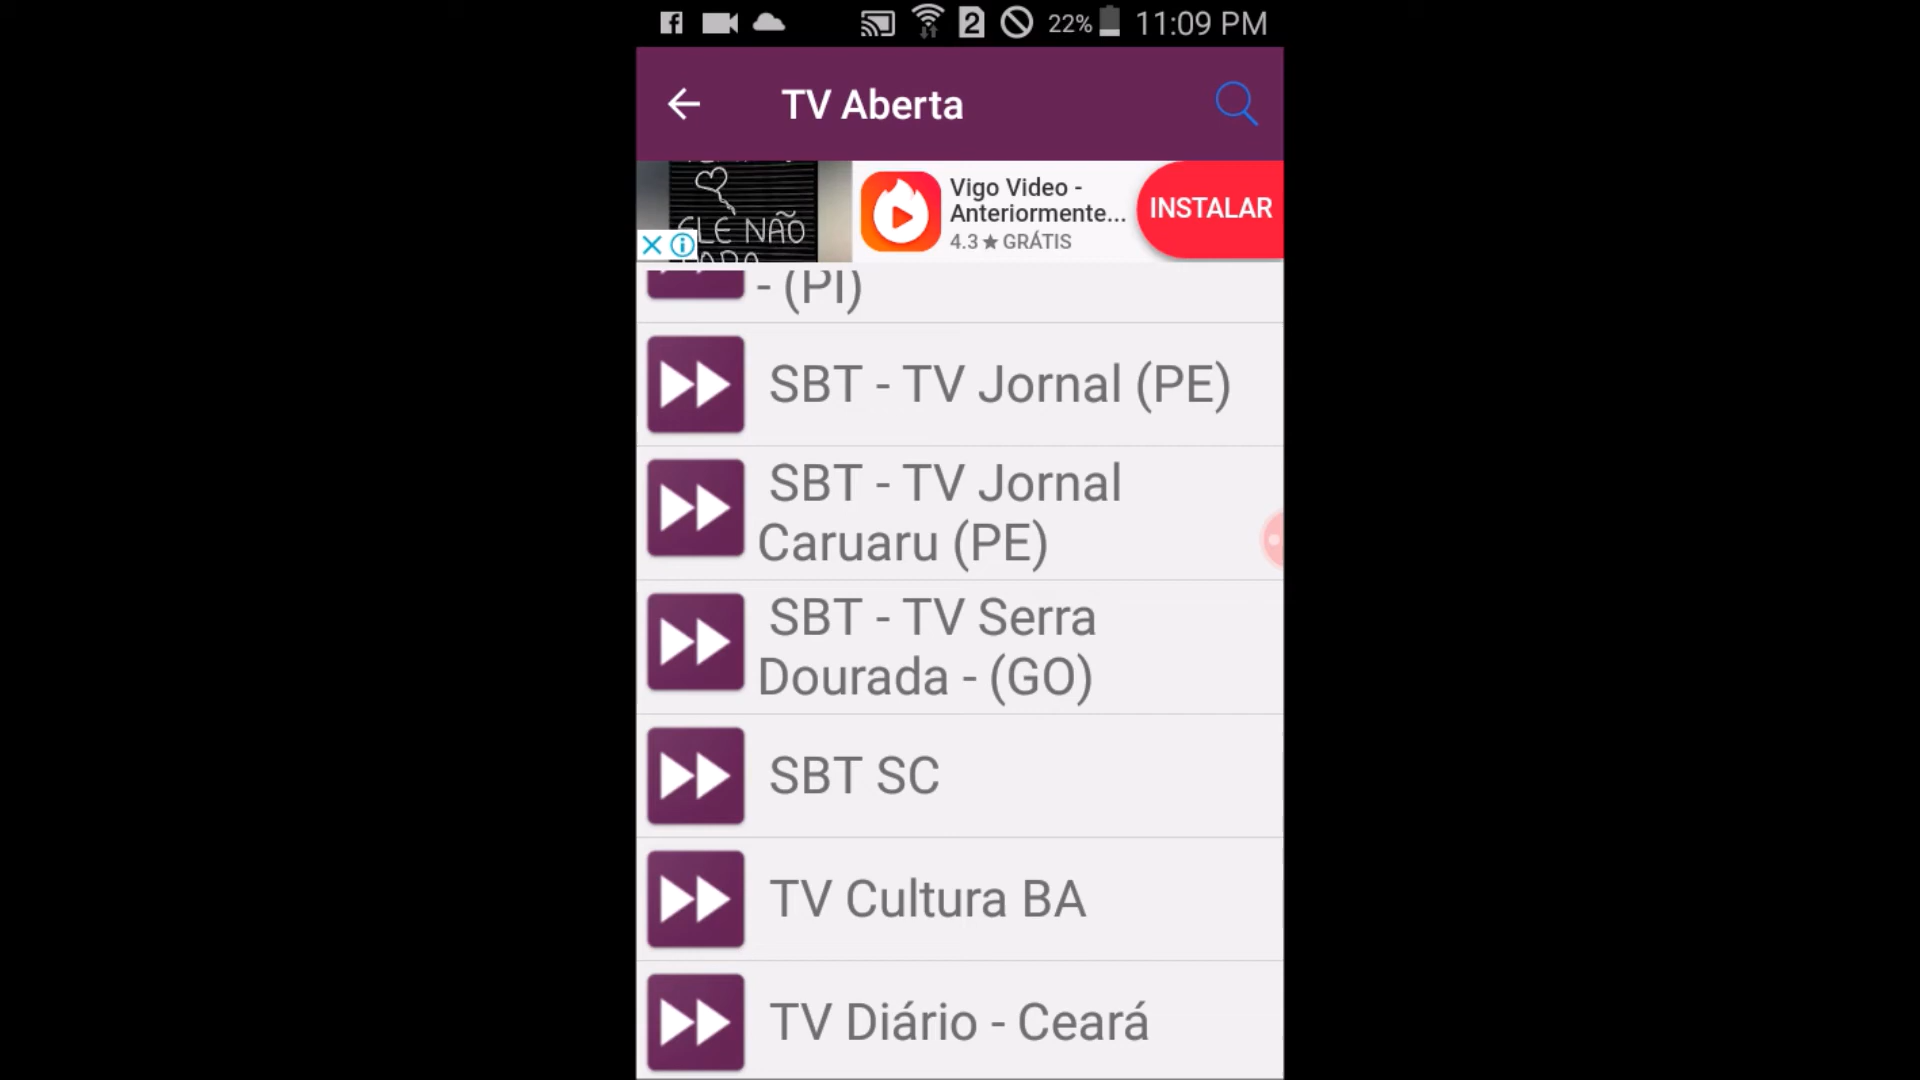 22% 11:09 PM
TV Aberta
ELE NÃO
Vigo Video -
Anteriormente...
4.3 ★ GRÁTIS
INSTALAR
- (PI)
SBT - TV Jornal (PE)
SBT - TV Jornal
Caruaru (PE)
SBT - TV Serra
Dourada - (GO)
SBT SC
TV Cultura BA
TV Diário - Ceará